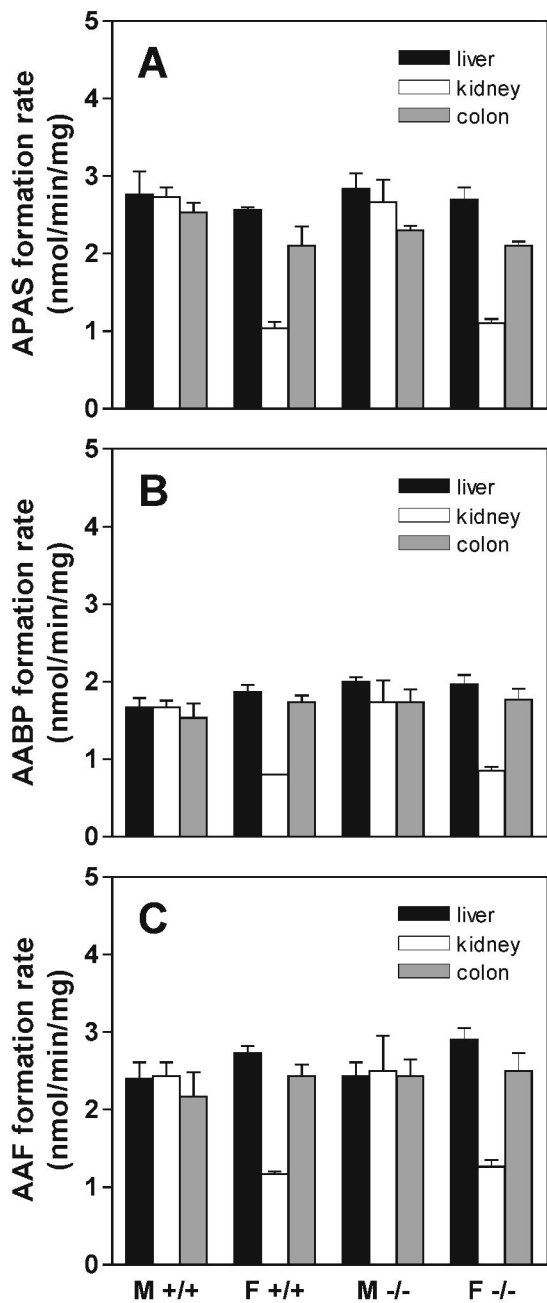 A
liver
kidney
colon
APAS formation rate
(nmol/min/mg)
5
4
3
2
1
0
B
liver
kidney
colon
AABP formation rate
(nmol/min/mg)
5
4
3
2
1
0
C
liver
kidney
colon
AAF formation rate
(nmol/min/mg)
5
4
3
2
1
0
M +/+ F +/+ M -/- F -/-